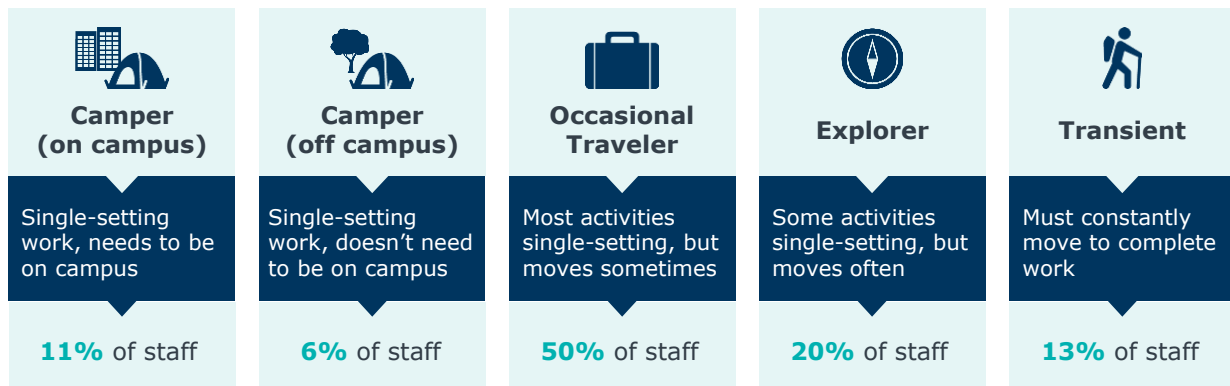 Camper
(on campus)
Single-setting
work, needs to be
on campus
11% of staff
Camper
(off campus)
Single-setting
work, doesn’t need
to be on campus
6% of staff
Occasional
Traveler
Most activities
single-setting, but
moves sometimes
50% of staff
Explorer
Some activities
single-setting, but
moves often
20% of staff
Transient
Must constantly
move to complete
work
13% of staff